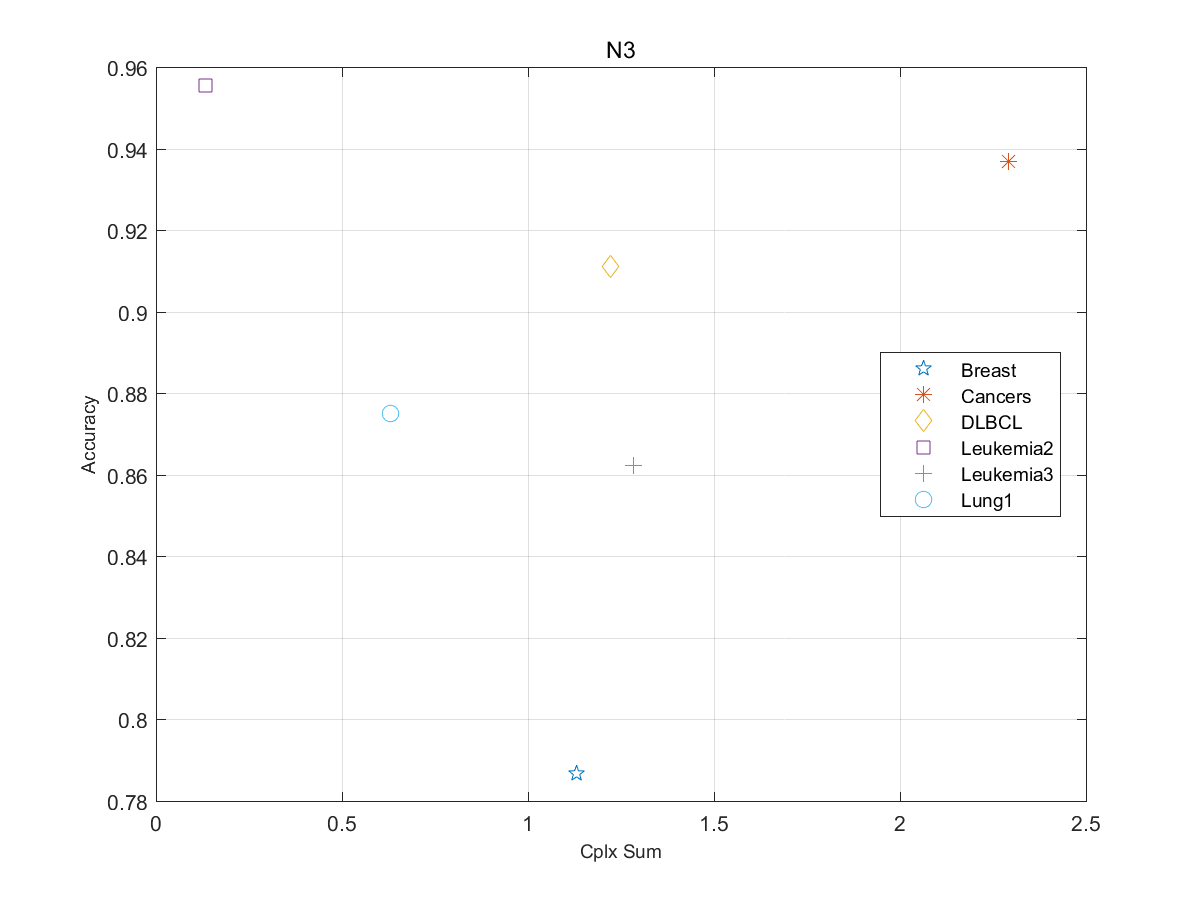 N3
0.96
0.94
0.92
0.9
0.88
0.86
0.84
0.82
0.8
0.78
Accuracy
Breast
Cancers
DLBCL
Leukemia2
Leukemia3
Lung1
0 0.5 1 1.5 2 2.5
Cplx Sum